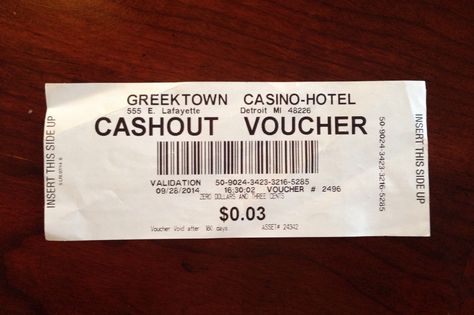 INSERT THIS SIDE UP
GREEKTOWN CASINO-HOTEL
555 E. Lafayette Detroit MI 48226
CASHOUT VOUCHER
VALIDATION 50-9024-3423-3216-5285
09/28/2014 16:30:02 VOUCHER # 2496
ZERO DOLLARS AND THREE CENTS
$0.03
Voucher Void after 180 days ASSET# 24342
50-9024-3423-3216-5285
INSERT THIS SIDE UP